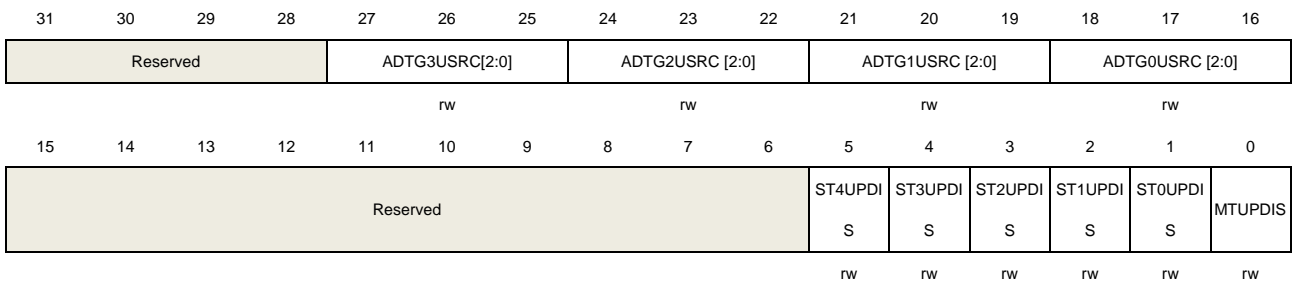 31 30 29 28 27 26 25 24 23 22 21 20 19 18 17 16
Reserved ADTG3USRC[2:0] ADTG2USRC [2:0] ADTG1USRC [2:0] ADTG0USRC [2:0]
rw rw rw rw
15 14 13 12 11 10 9 8 7 6 5 4 3 2 1 0
Reserved ST4UPDI ST3UPDI ST2UPDI ST1UPDI ST0UPDI MTUPDIS
S S S S S
rw rw rw rw rw rw